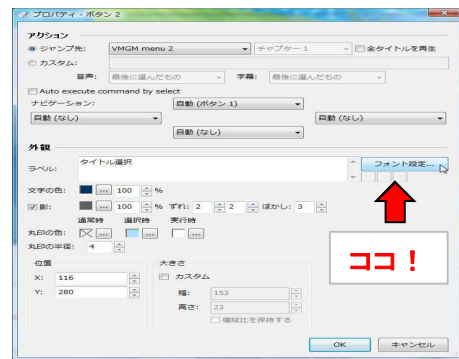 プロパティ - ボタン 2
アクション
ジャンプ先: VMGM menu 2 チャプター 1 全タイトルを再生
カスタム:
音声: 最後に選んだもの 字幕: 最後に選んだもの
Auto execute command by select
ナビゲーション: 自動 (ボタン 1)
自動 (なし) 自動 (なし)
自動 (なし)
外観
ラベル: タイトル選択 フォント設定...
文字の色: ... 100 %
影: ... 100 % ずれ: 2 2 ぼかし: 3
通常時 選択時 実行時
丸印の色: ... ... ...
丸印の半径: 4
ココ！
位置 大きさ
X: 116 カスタム
Y: 280 幅: 153
高さ: 23
横縦比を保持する
OK キャンセル